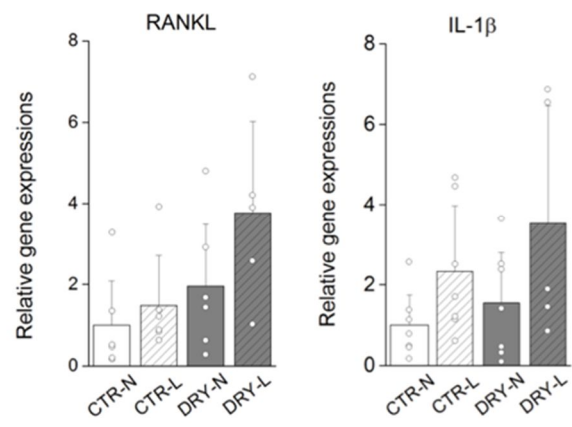 RANKL
Relative gene expressions
8
6
4
2
0
CTR-N
CTR-L
DRY-N
DRY-L
IL-1β
Relative gene expressions
8
6
4
2
0
CTR-N
CTR-L
DRY-N
DRY-L